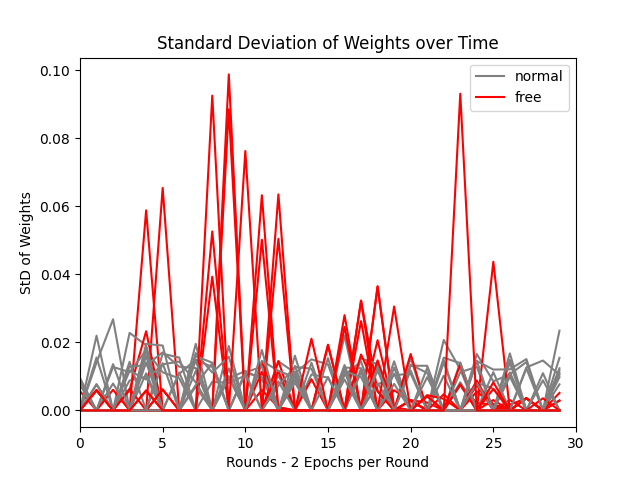 Standard Deviation of Weights over Time
normal
free
StD of Weights
0.10
0.08
0.06
0.04
0.02
0.00
0 5 10 15 20 25 30
Rounds - 2 Epochs per Round